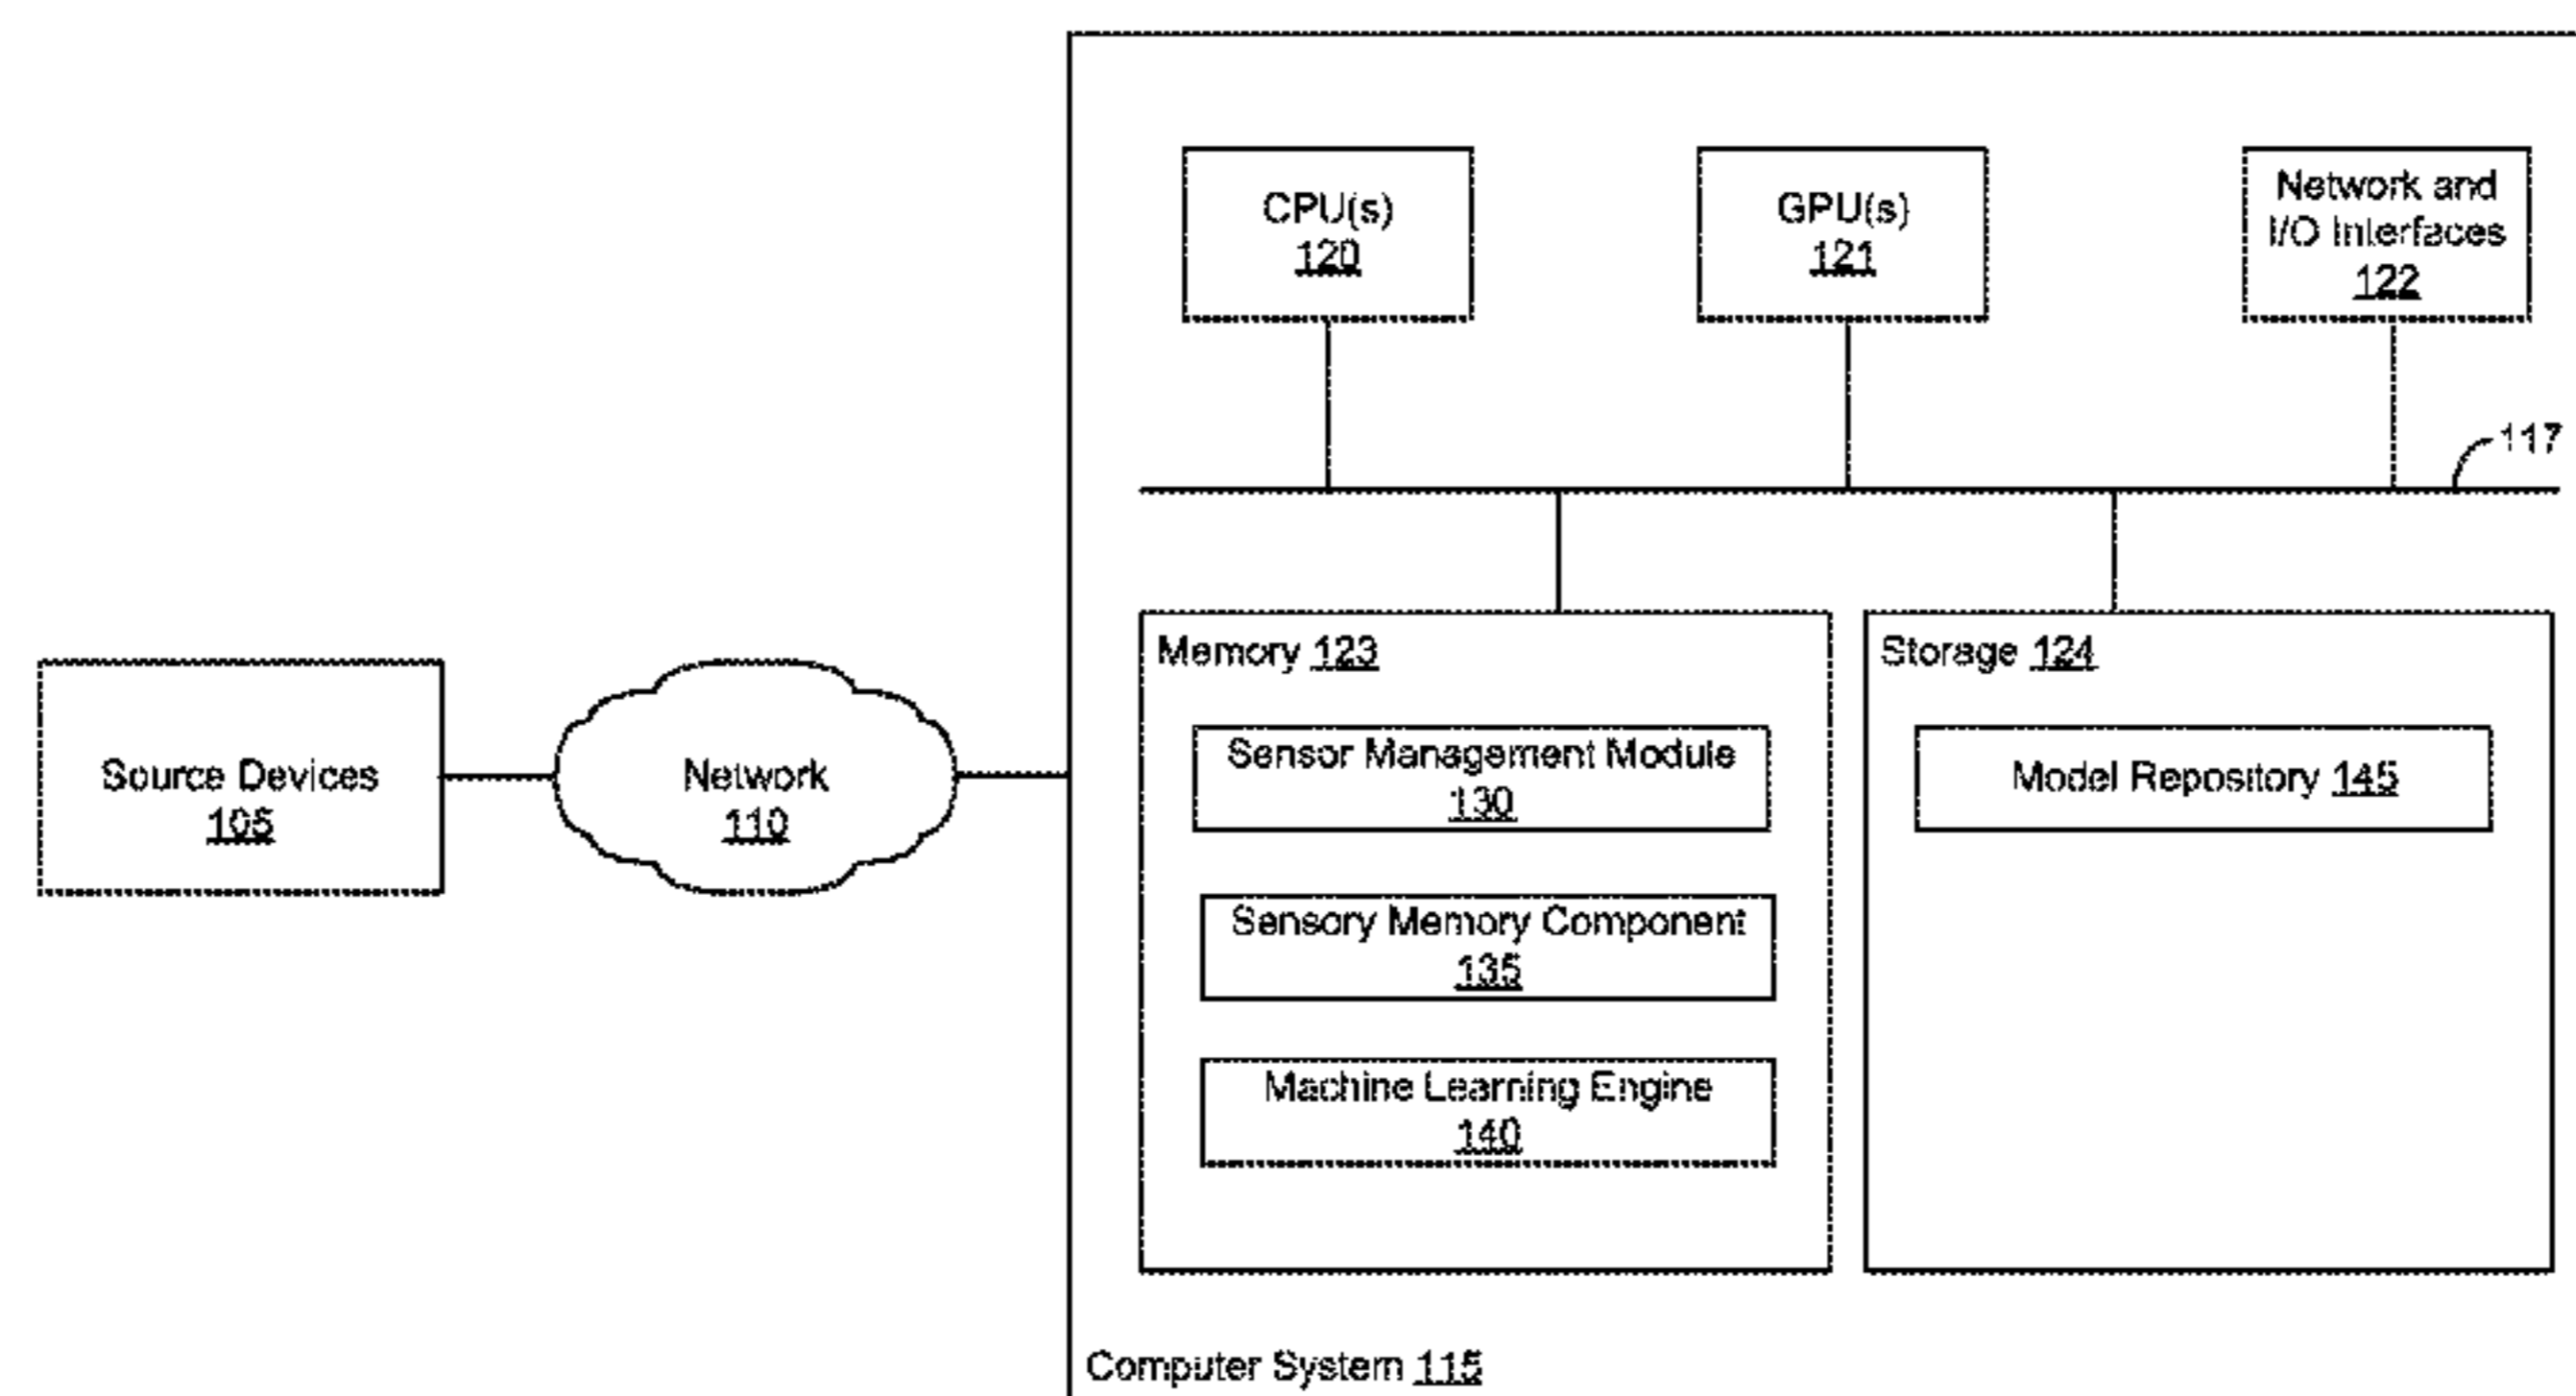 CPU(s)
120
GPU(s)
121
Network and
I/O Interfaces
122
117
Memory 123
Storage 124
Sensor Management Module
130
Model Repository 145
Source Devices
105
Network
110
Sensory Memory Component
135
Machine Learning Engine
140
Computer System 115